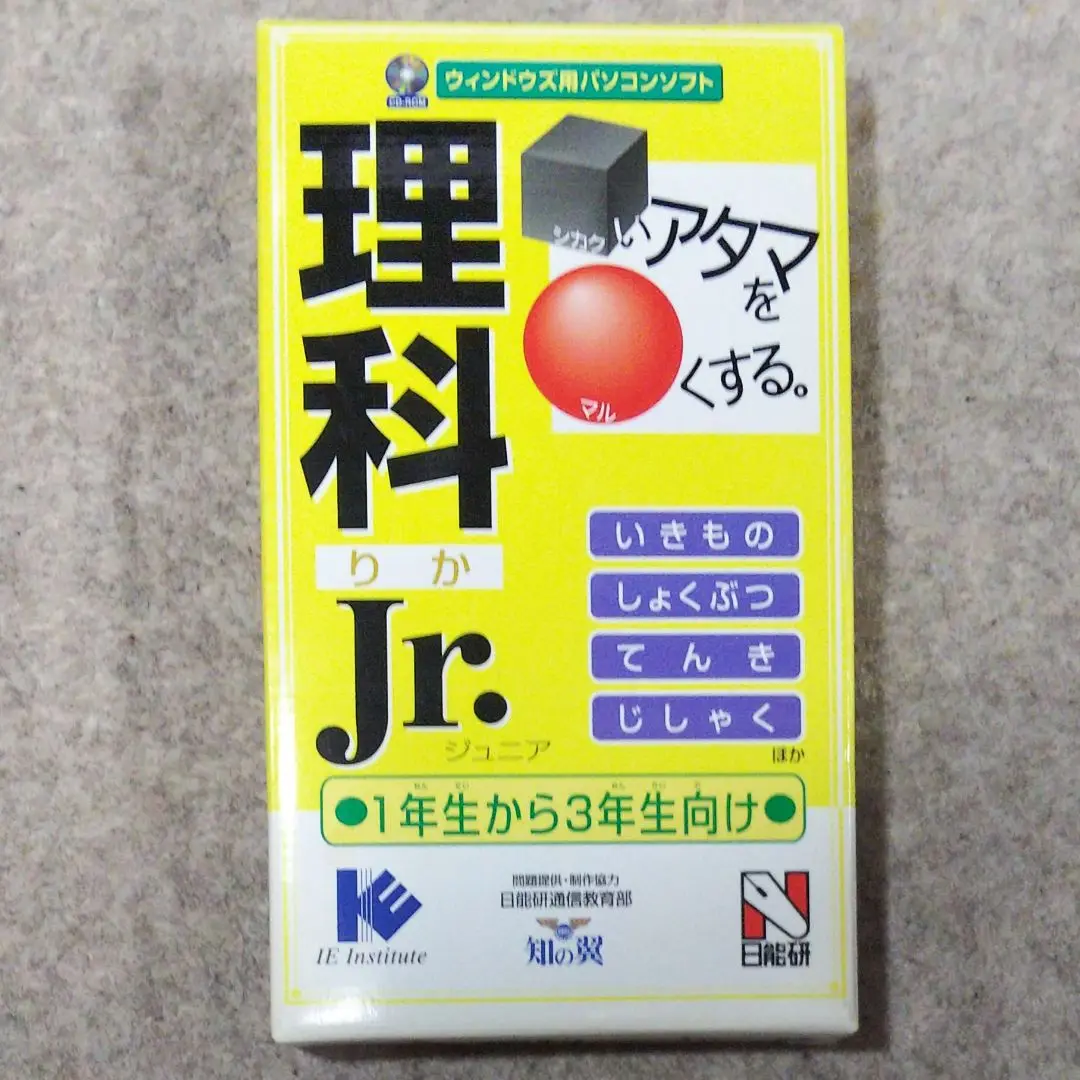 CD-ROM
ウィンドウズ用パソコンソフト
理科
りか
Jr.
ジュニア
シカクいアタマを
マルくする。
いきもの
しょくぶつ
てんき
じしゃく
ほか
●1年生から3年生向け●
IE Institute
問題提供・制作協力
日能研通信教育部
知の翼
N
日能研